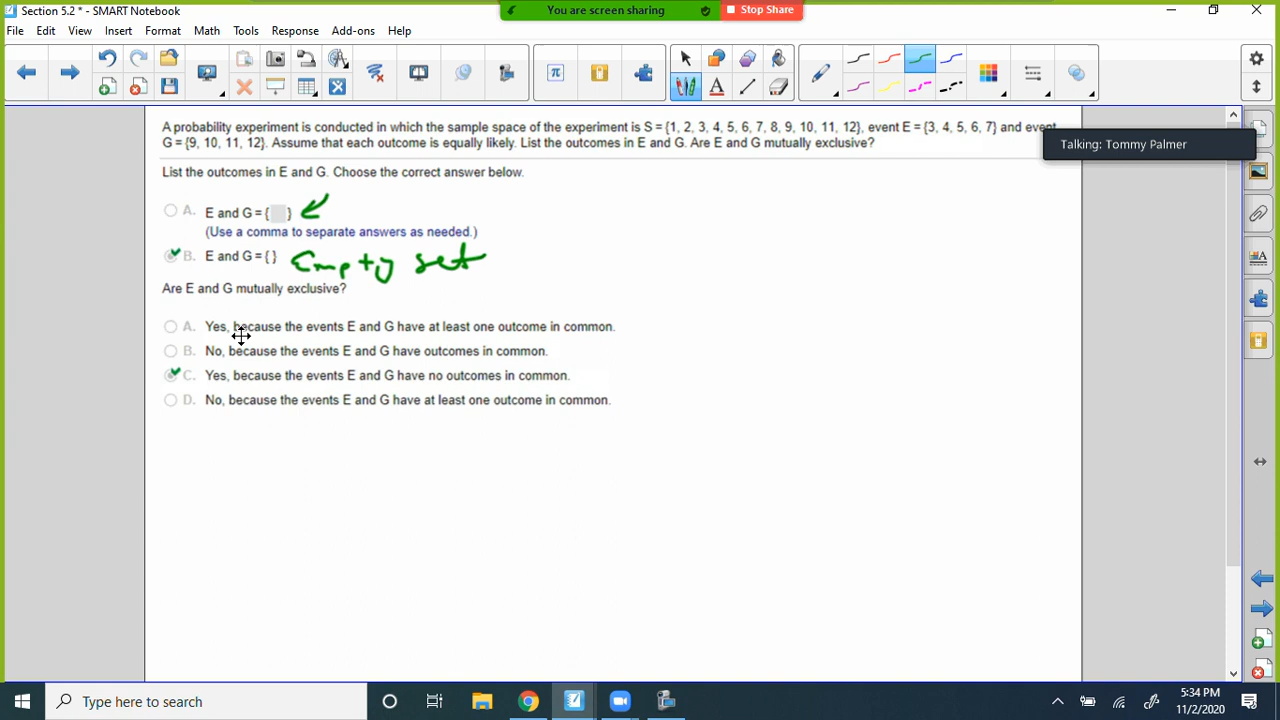 Section 5.2 * - SMART Notebook
You are screen sharing
Stop Share
File Edit View Insert Format Math Tools Response Add-ons Help
A probability experiment is conducted in which the sample space of the experiment is S = {1, 2, 3, 4, 5, 6, 7, 8, 9, 10, 11, 12}, event E = {3, 4, 5, 6, 7} and event
G = {9, 10, 11, 12}. Assume that each outcome is equally likely. List the outcomes in E and G. Are E and G mutually exclusive?
Talking: Tommy Palmer
List the outcomes in E and G. Choose the correct answer below.
A. E and G = { }
(Use a comma to separate answers as needed.)
B. E and G = { } Empty set
Are E and G mutually exclusive?
A. Yes, because the events E and G have at least one outcome in common.
B. No, because the events E and G have outcomes in common.
C. Yes, because the events E and G have no outcomes in common.
D. No, because the events E and G have at least one outcome in common.
Type here to search
5:34 PM
11/2/2020